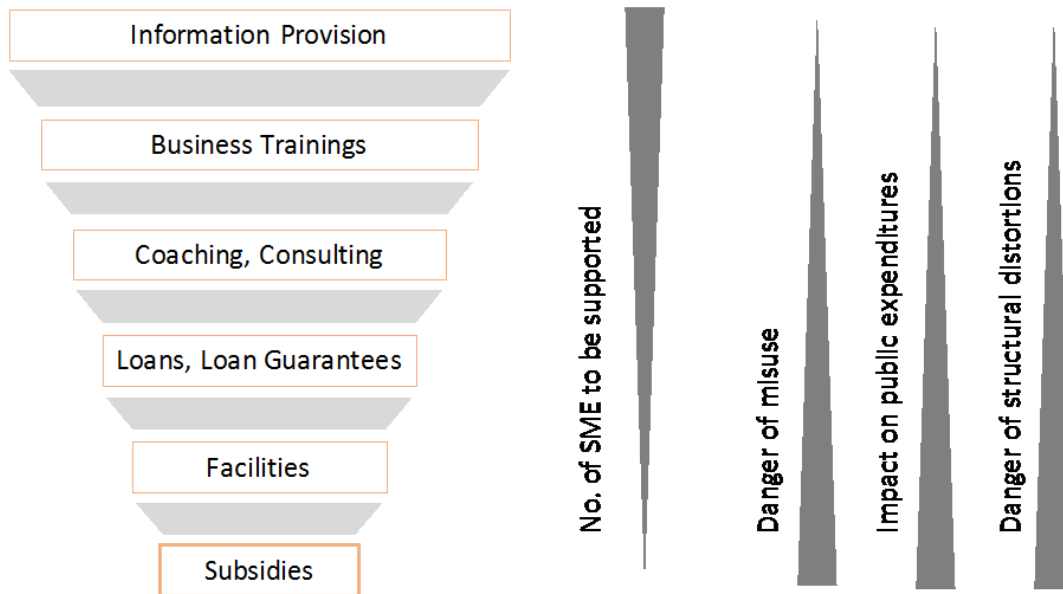 Information Provision
Business Trainings
Coaching, Consulting
Loans, Loan Guarantees
Facilities
Subsidies
No. of SME to be supported
Danger of misuse
Impact on public expenditures
Danger of structural distortions